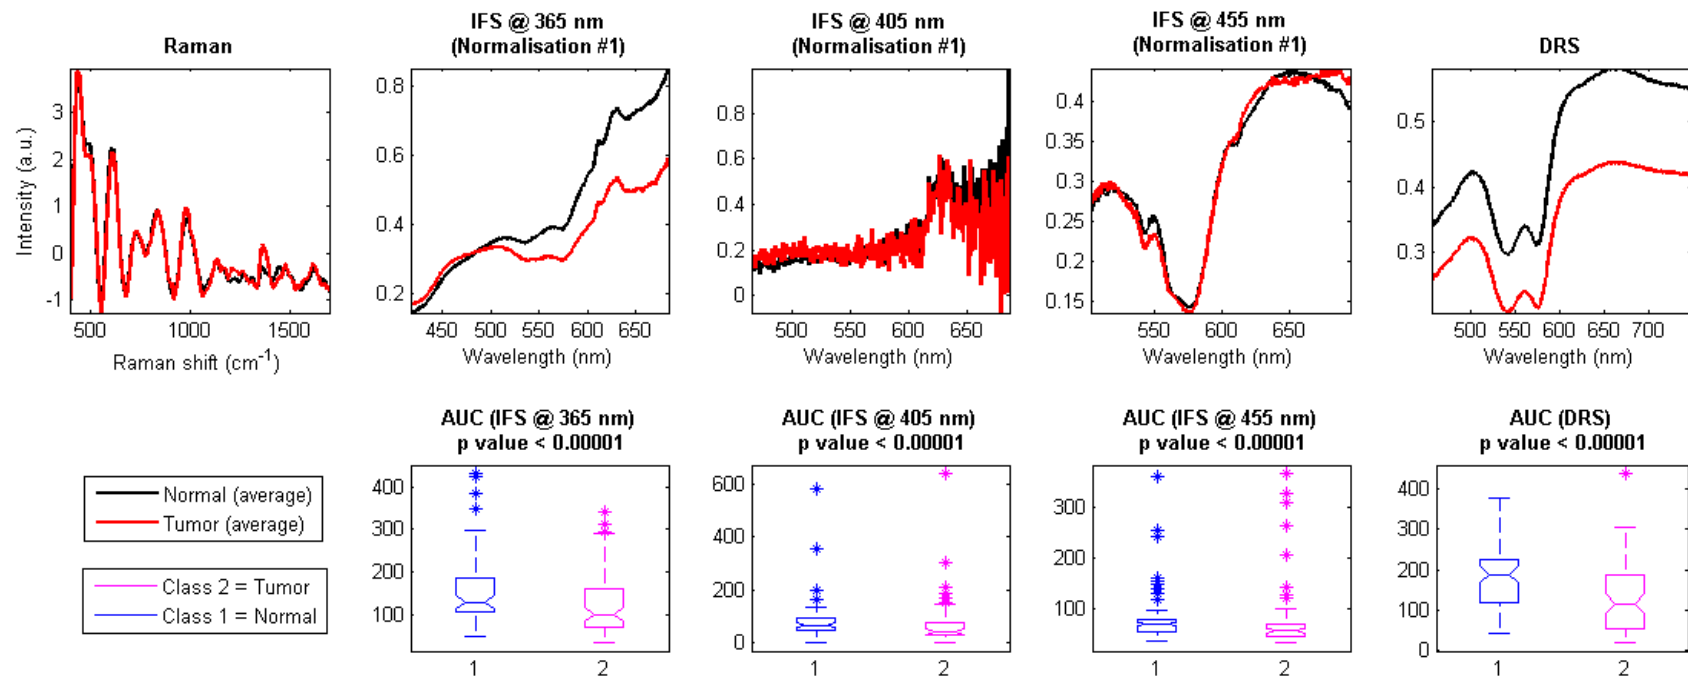 Raman
IFS @ 365 nm
(Normalisation #1)
IFS @ 405 nm
(Normalisation #1)
IFS @ 455 nm
(Normalisation #1)
DRS
Intensity (a.u.)
3
2
1
0
-1
500
1000
1500
Raman shift (cm-1)
0.8
0.6
0.4
0.2
450
500
550
600
650
Wavelength (nm)
0.8
0.6
0.4
0.2
0
500
550
600
650
Wavelength (nm)
0.4
0.35
0.3
0.25
0.2
0.15
550
600
650
Wavelength (nm)
0.5
0.4
0.3
500
550
600
650
700
Wavelength (nm)
Normal (average)
Tumor (average)
Class 2 = Tumor
Class 1 = Normal
AUC (IFS @ 365 nm)
p value < 0.00001
400
300
200
100
1
2
AUC (IFS @ 405 nm)
p value < 0.00001
600
400
200
0
1
2
AUC (IFS @ 455 nm)
p value < 0.00001
300
200
100
1
2
AUC (DRS)
p value < 0.00001
400
300
200
100
0
1
2